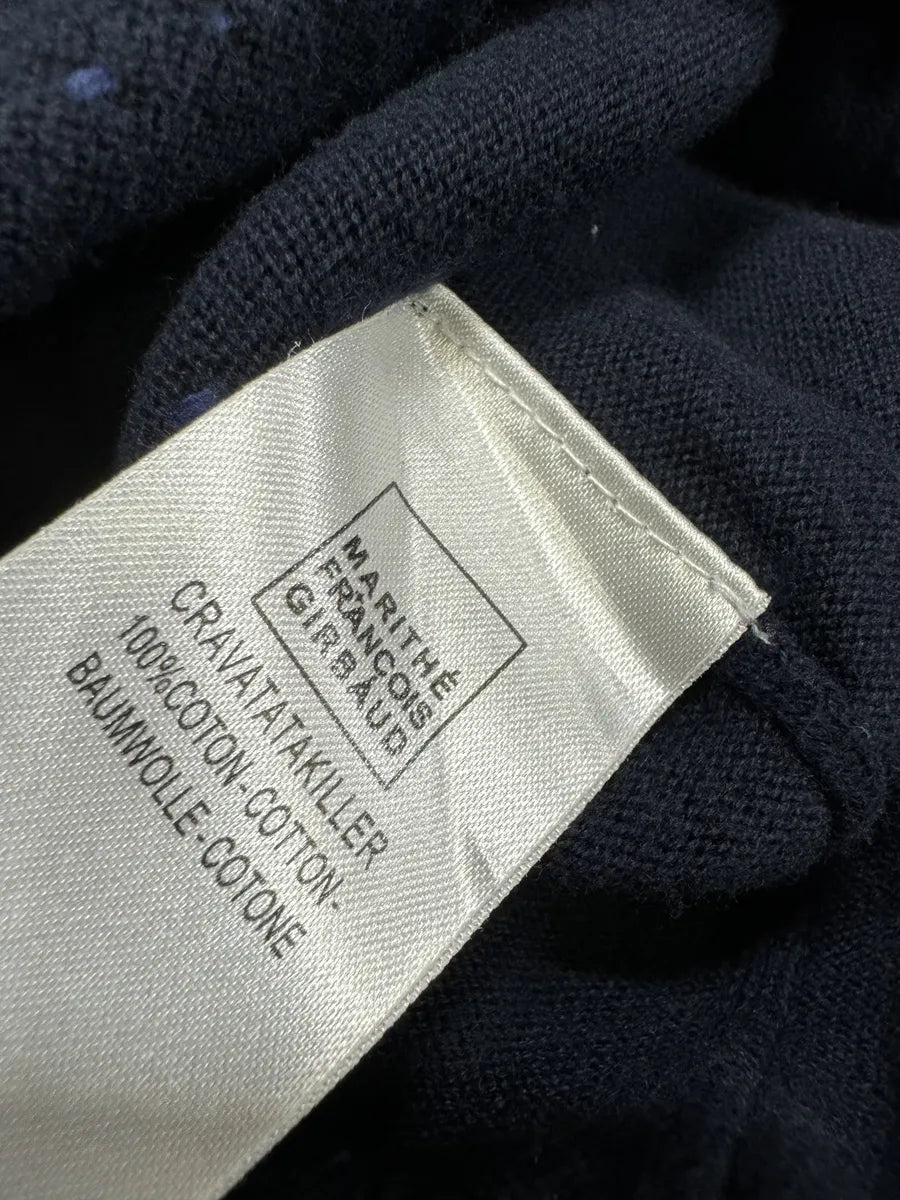 MARITHÉ
FRANÇOIS
GIRBAUD
CRAVATATAKILLER
100%COTON-COTTON-
BAUMWOLLE-COTONE